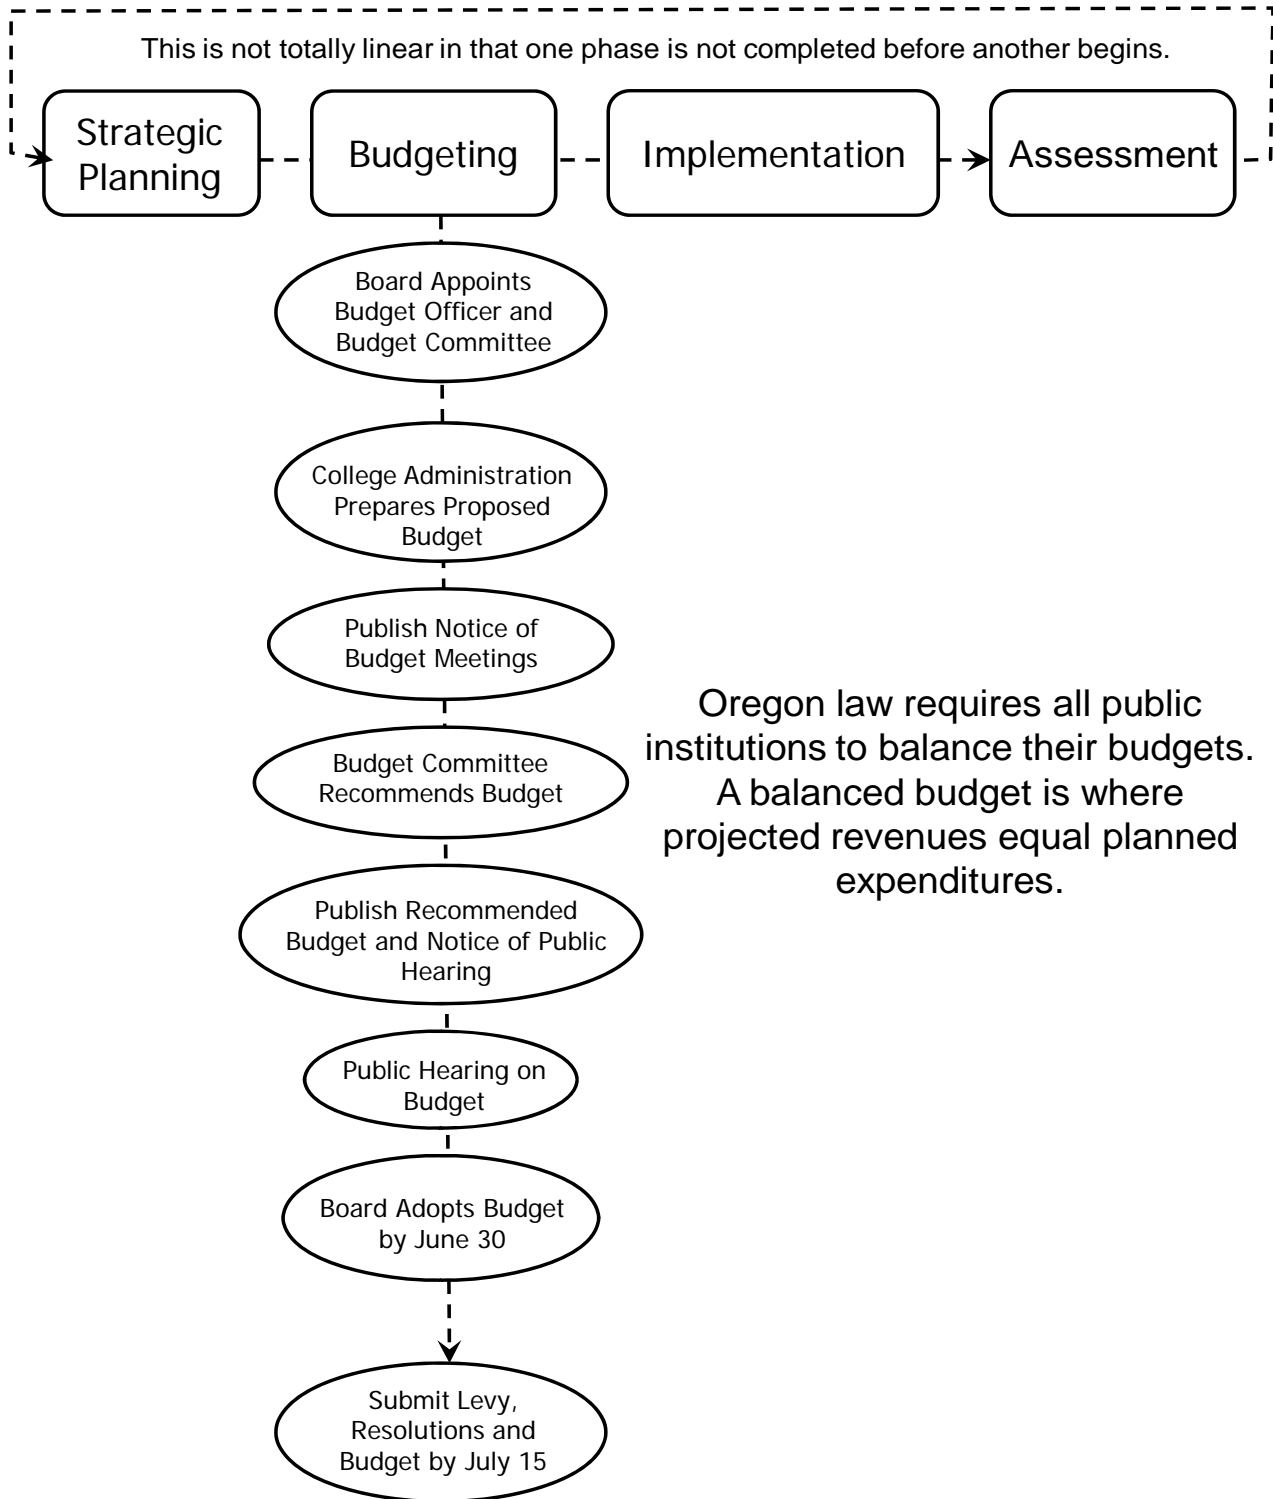 This is not totally linear in that one phase is not completed before another begins.
Strategic
Planning
Budgeting
Implementation
Assessment
Board Appoints
Budget Officer and
Budget Committee
College Administration
Prepares Proposed
Budget
Publish Notice of
Budget Meetings
Budget Committee
Recommends Budget
Oregon law requires all public
institutions to balance their budgets.
A balanced budget is where
projected revenues equal planned
expenditures.
Publish Recommended
Budget and Notice of Public
Hearing
Public Hearing on
Budget
Board Adopts Budget
by June 30
Submit Levy,
Resolutions and
Budget by July 15